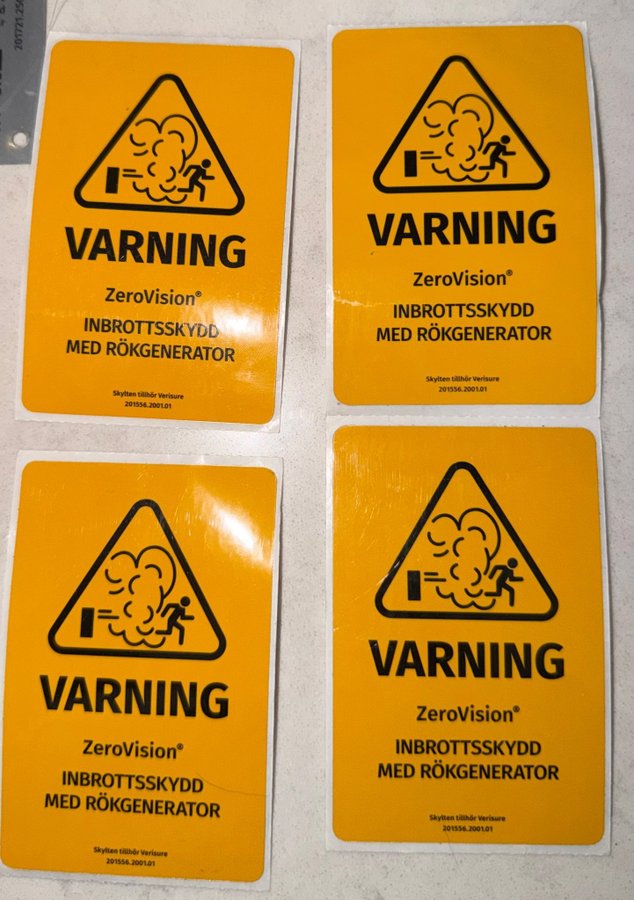 201721.250
VARNING
ZeroVision®
INBROTTSSKYDD
MED RÖKGENERATOR
Skylten tillhör Verisure
201556.2001.01
VARNING
ZeroVision®
INBROTTSSKYDD
MED RÖKGENERATOR
Skylten tillhör Verisure
201556.2001.01
VARNING
ZeroVision®
INBROTTSSKYDD
MED RÖKGENERATOR
Skylten tillhör Verisure
201556.2001.01
VARNING
ZeroVision®
INBROTTSSKYDD
MED RÖKGENERATOR
Skylten tillhör Verisure
201556.2001.01